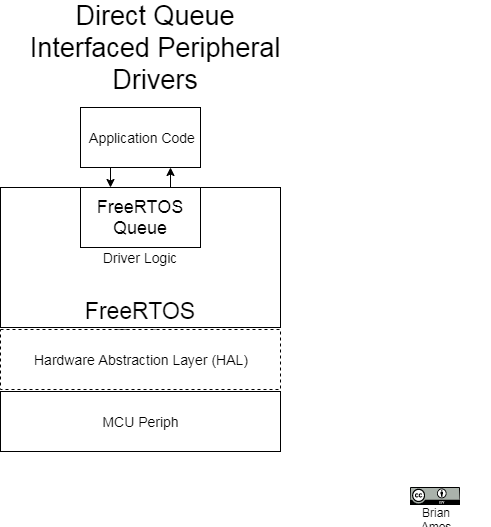 Direct Queue
Interfaced Peripheral
Drivers
Application Code
FreeRTOS
Queue
Driver Logic
FreeRTOS
Hardware Abstraction Layer (HAL)
MCU Periph
cc
BY
Brian
Amos